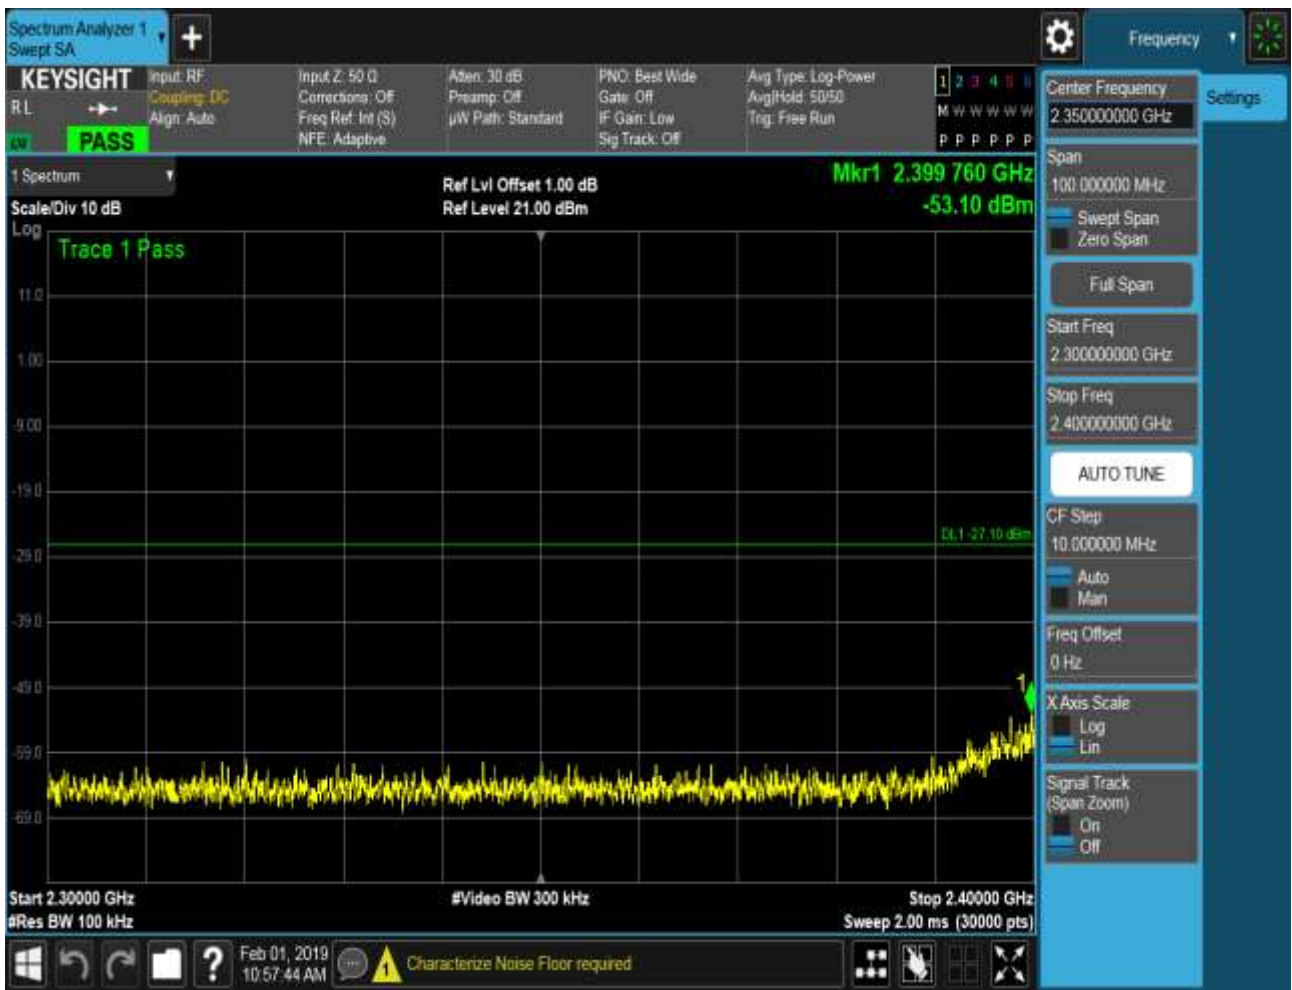 Spectrum Analyzer 1
Swept SA
Frequency
KEYSIGHT
R L
PASS
Input: RF
Coupling: DC
Align: Auto
Input Z: 50 Ω
Corrections: Off
Freq Ref: Int (S)
NFE: Adaptive
Atten: 30 dB
Preamp: Off
µW Path: Standard
PNO: Best Wide
Gate: Off
IF Gain: Low
Sig Track: Off
Avg Type: Log-Power
Avg|Hold: 50/50
Trig: Free Run
1 2 3 4 5 6
M W W W W W
P P P P P P
1 Spectrum
Scale/Div 10 dB
Log
Ref Lvl Offset 1.00 dB
Ref Level 21.00 dBm
Mkr1 2.399 760 GHz
-53.10 dBm
Trace 1 Pass
11.0
1.00
-9.00
-19.0
DL1 -27.10 dBm
-29.0
-39.0
-49.0
1
-59.0
-69.0
Start 2.30000 GHz
#Res BW 100 kHz
#Video BW 300 kHz
Stop 2.40000 GHz
Sweep 2.00 ms (30000 pts)
Center Frequency
2.350000000 GHz
Settings
Span
100.000000 MHz
Swept Span
Zero Span
Full Span
Start Freq
2.300000000 GHz
Stop Freq
2.400000000 GHz
AUTO TUNE
CF Step
10.000000 MHz
Auto
Man
Freq Offset
0 Hz
X Axis Scale
Log
Lin
Signal Track
(Span Zoom)
On
Off
?
Feb 01, 2019
10:57:44 AM
1
Characterize Noise Floor required